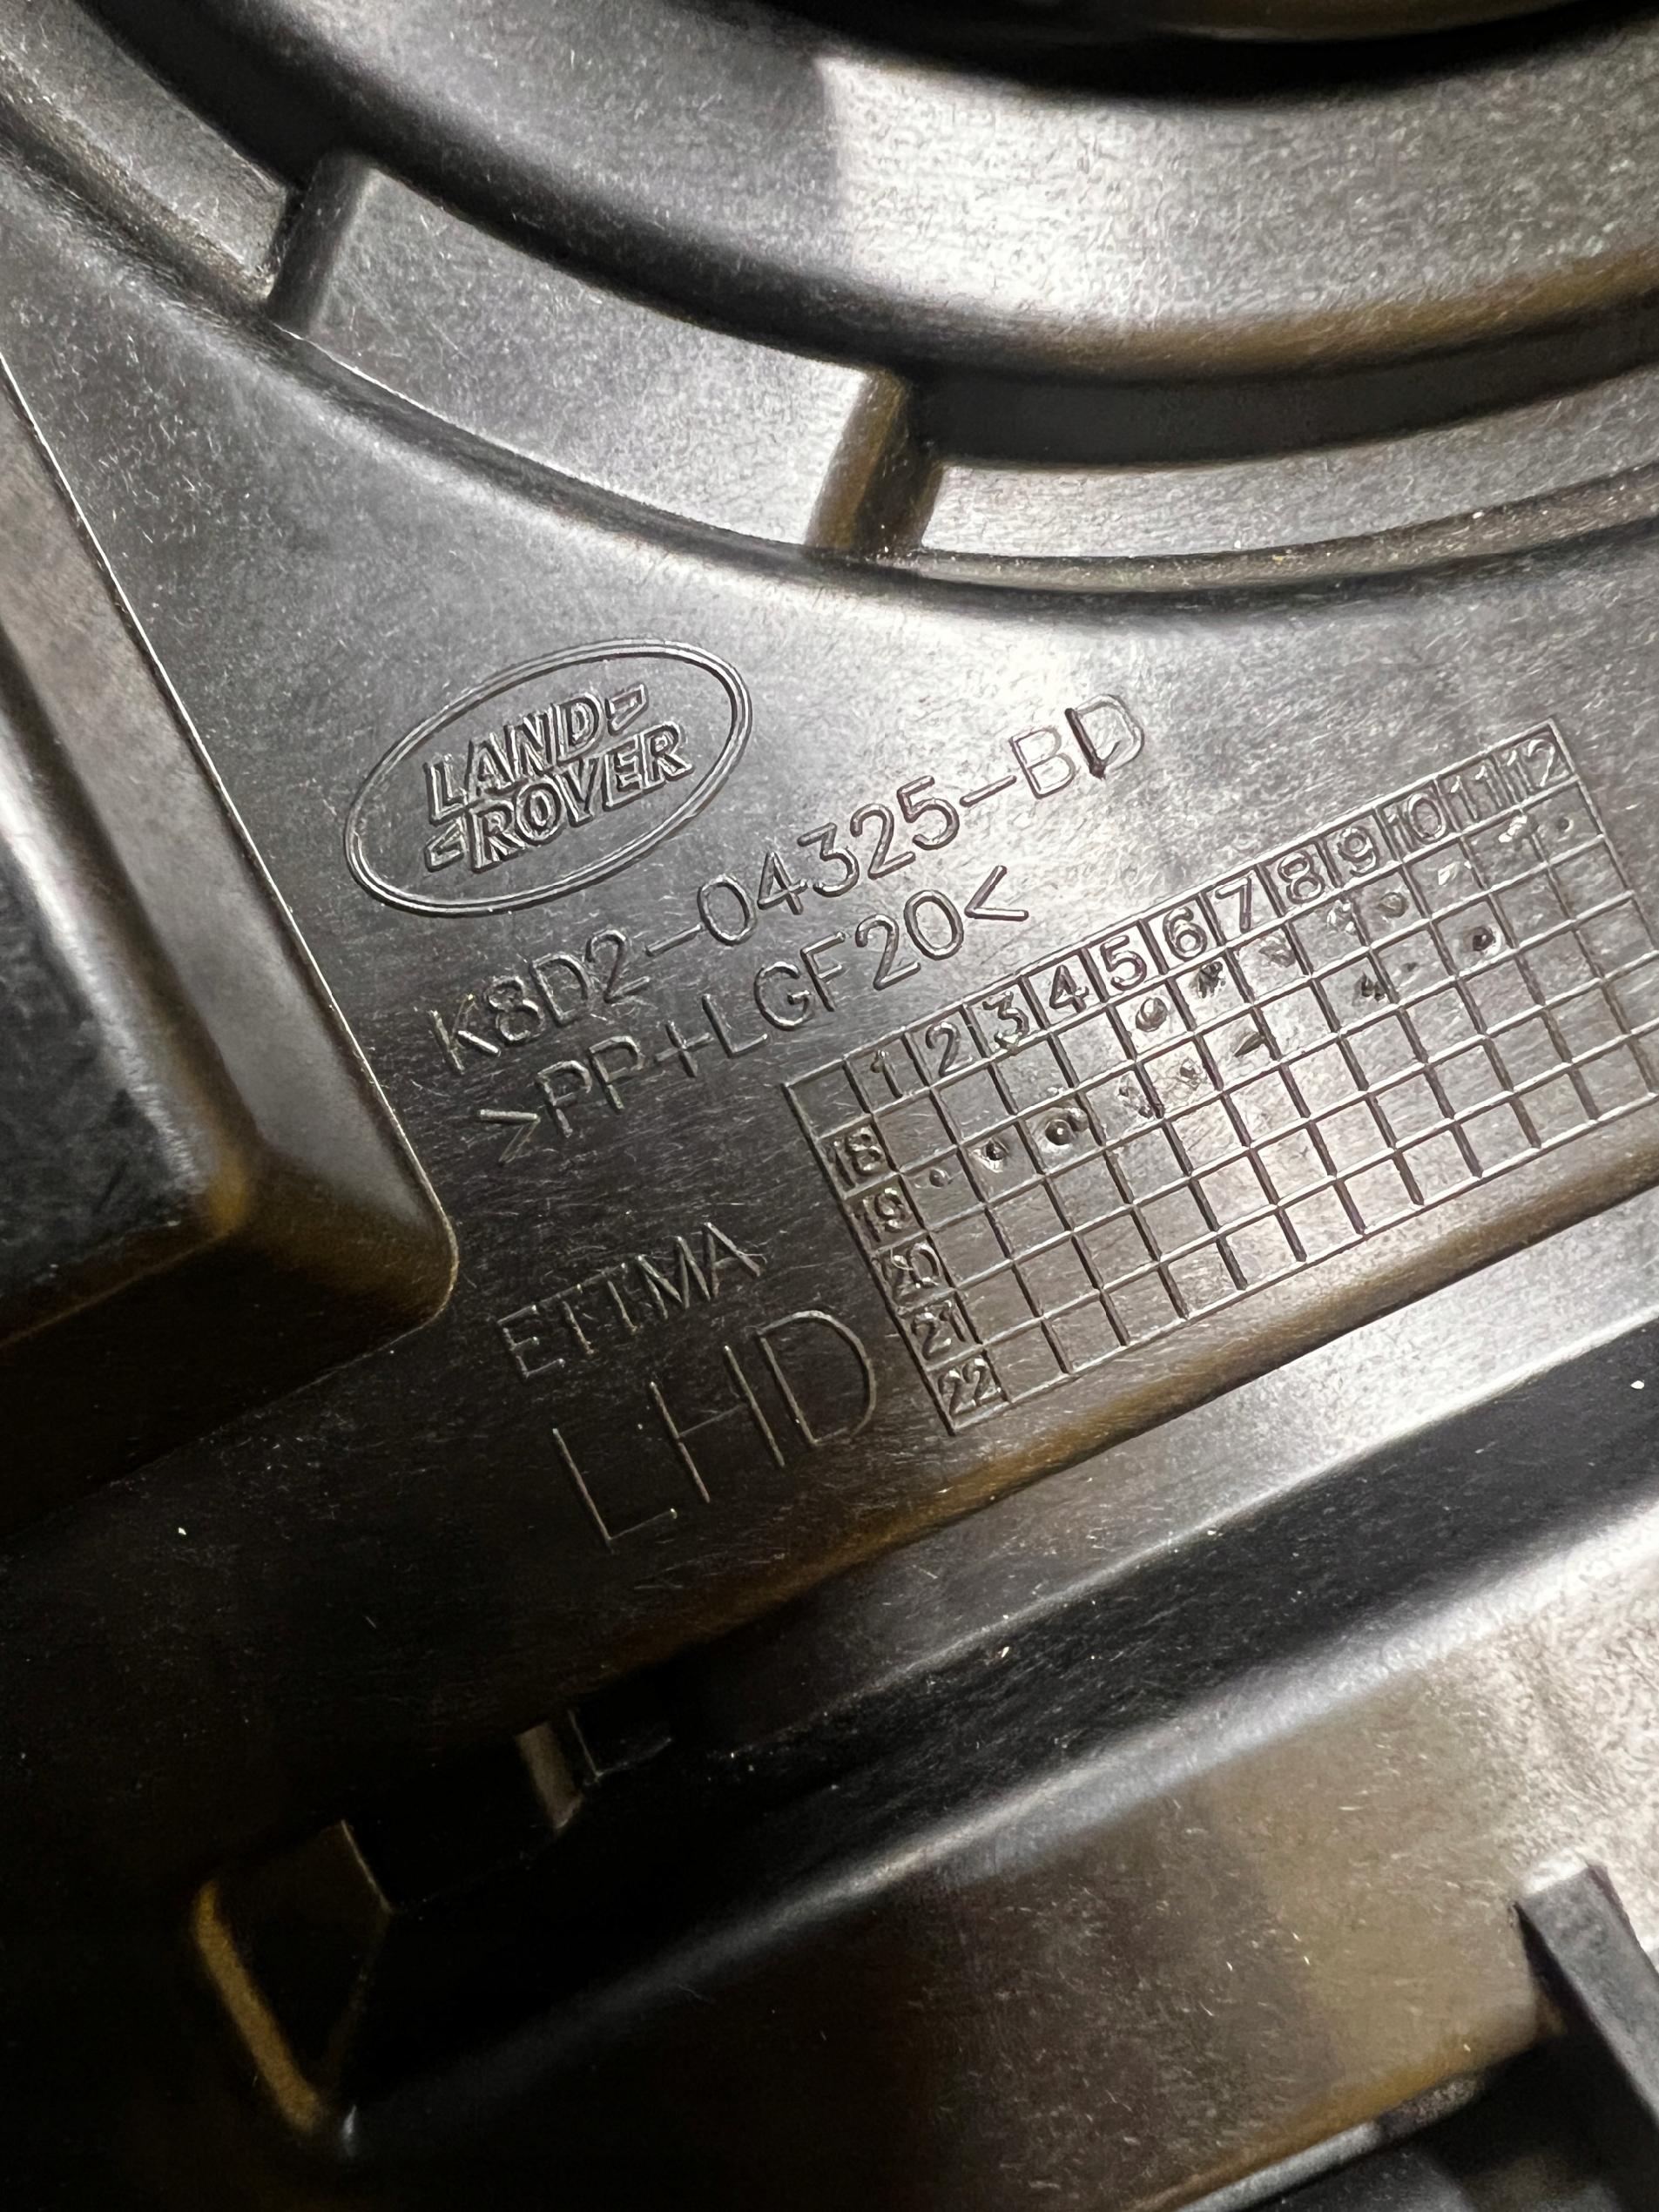 LAND-
ROVER
K8D2-04325-BD
>PP+LGF20<
1 2 3 4 5 6 7 8 9 10 11 12
18
19
20
21
22
ETIMA
LHD